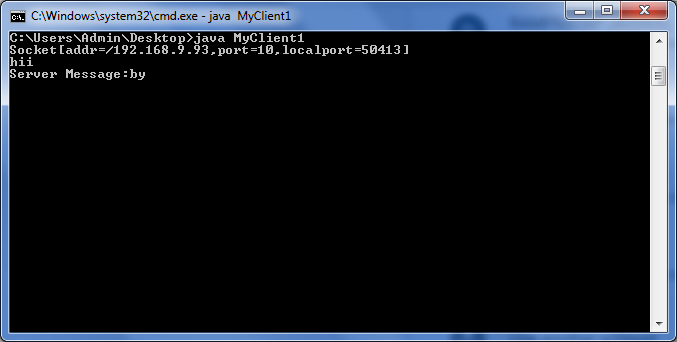 C:\Windows\system32\cmd.exe - java  MyClient1
C:\Users\Admin\Desktop>java MyClient1
Socket[addr=/192.168.9.93,port=10,localport=50413]
hii
Server Message:by